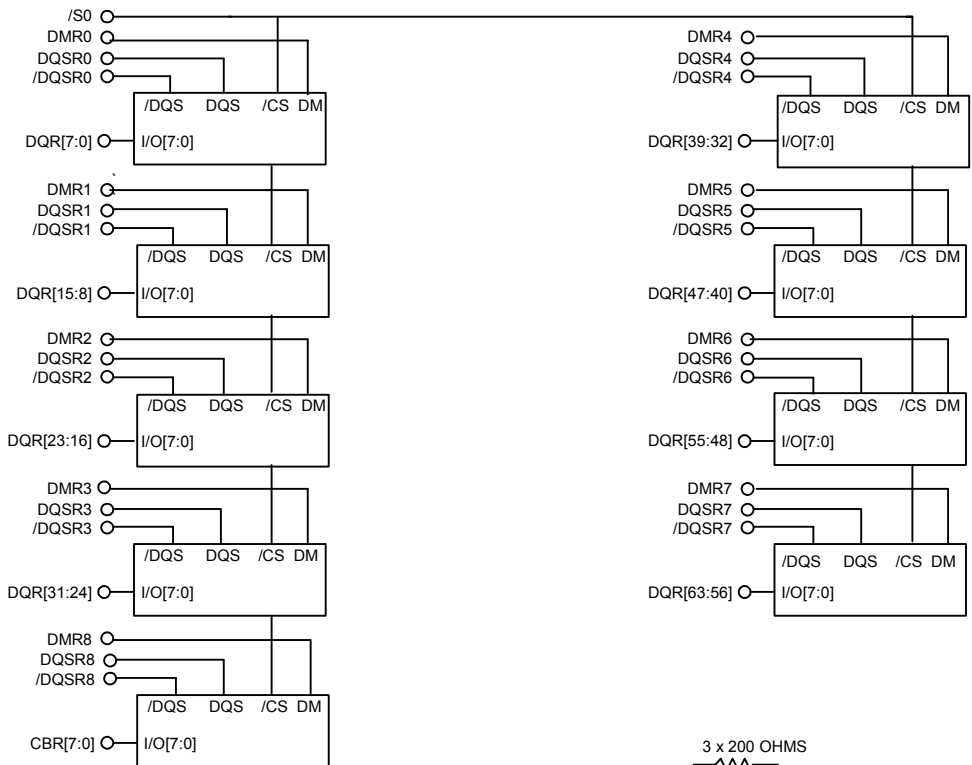 /S0
DMR0
DQSR0
/DQSR0
/DQS DQS /CS DM
DQR[7:0] I/O[7:0]
DMR1 `
DQSR1
/DQSR1
/DQS DQS /CS DM
DQR[15:8] I/O[7:0]
DMR2
DQSR2
/DQSR2
/DQS DQS /CS DM
DQR[23:16] I/O[7:0]
DMR3
DQSR3
/DQSR3
/DQS DQS /CS DM
DQR[31:24] I/O[7:0]
DMR8
DQSR8
/DQSR8
/DQS DQS /CS DM
CBR[7:0] I/O[7:0]
DMR4
DQSR4
/DQSR4
/DQS DQS /CS DM
DQR[39:32] I/O[7:0]
DMR5
DQSR5
/DQSR5
/DQS DQS /CS DM
DQR[47:40] I/O[7:0]
DMR6
DQSR6
/DQSR6
/DQS DQS /CS DM
DQR[55:48] I/O[7:0]
DMR7
DQSR7
/DQSR7
/DQS DQS /CS DM
DQR[63:56] I/O[7:0]
3 x 200 OHMS